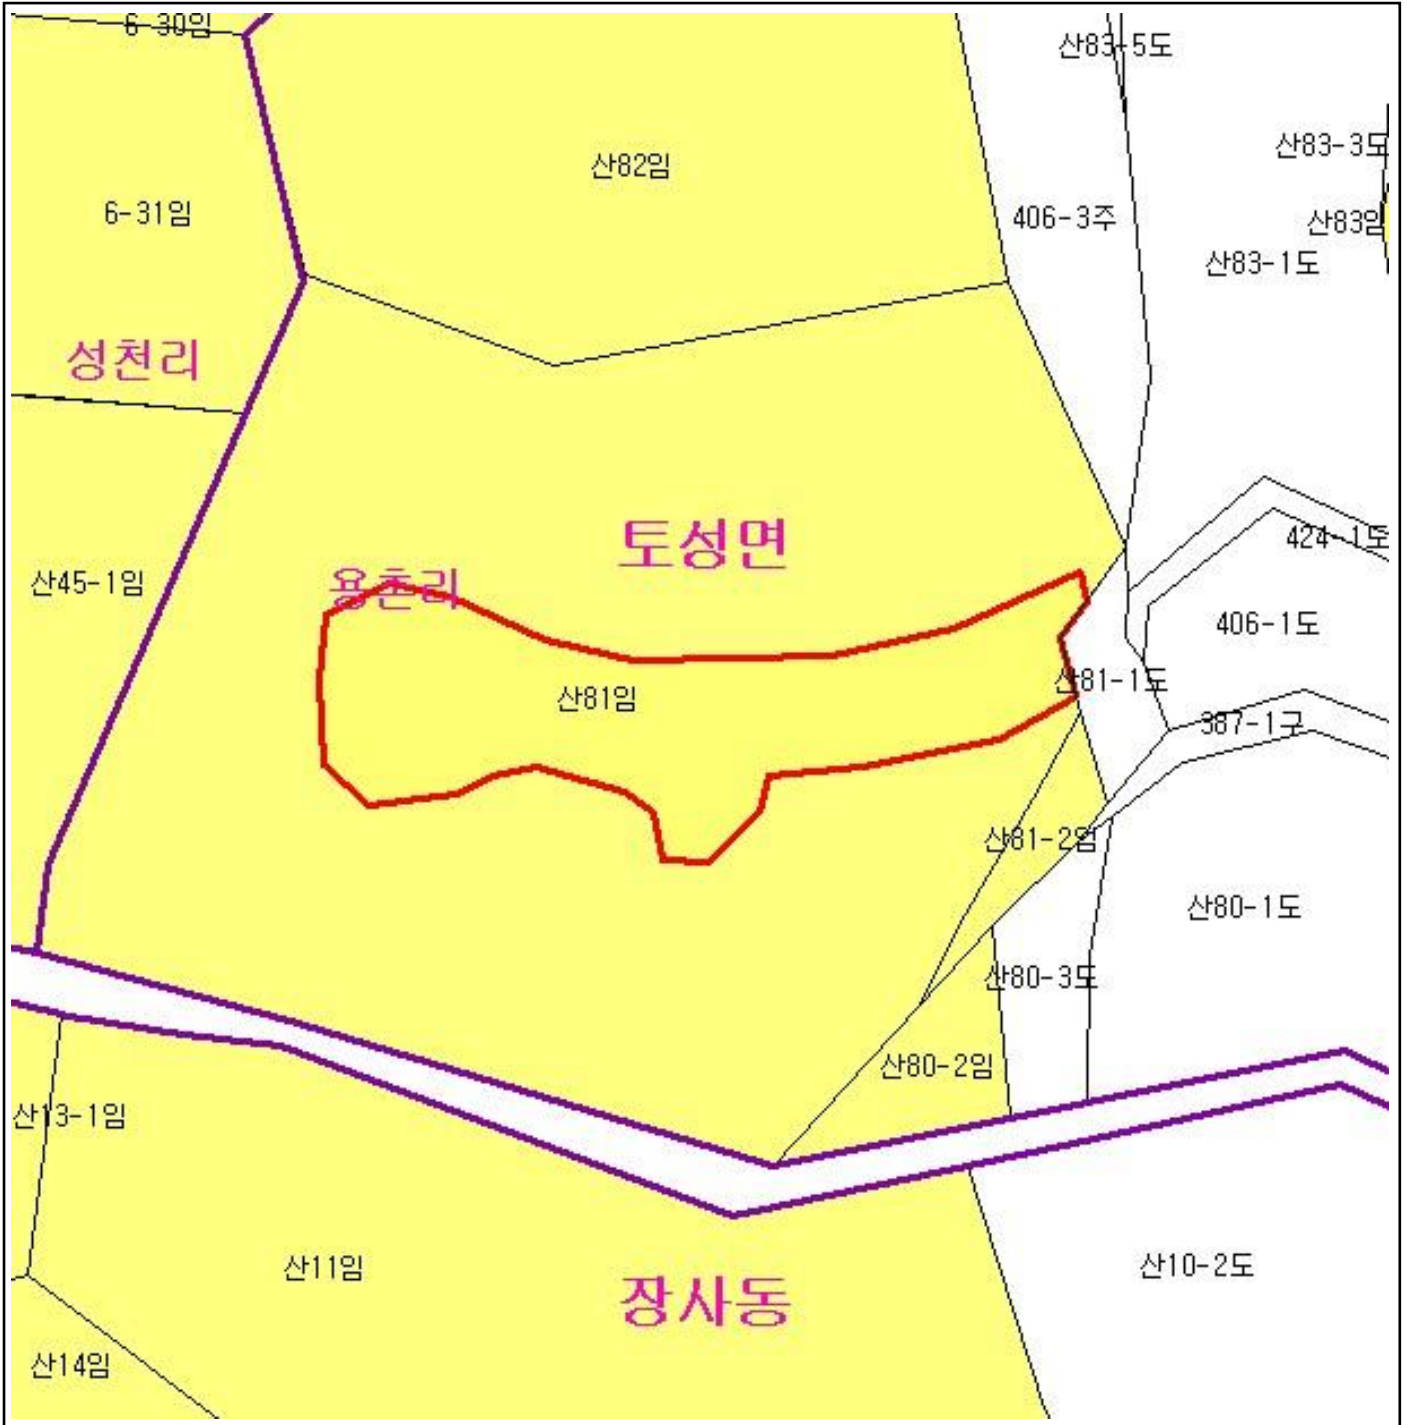 6-30임
산83-5도
산83-3도
산82임
6-31임
406-3주
산83임
산83-1도
성천리
토성면
424-1도
용촌리
산45-1임
406-1도
산81-1도
산81임
387-1구
산81-2임
산80-1도
산80-3도
산80-2임
산13-1임
산11임
산10-2도
장사동
산14임